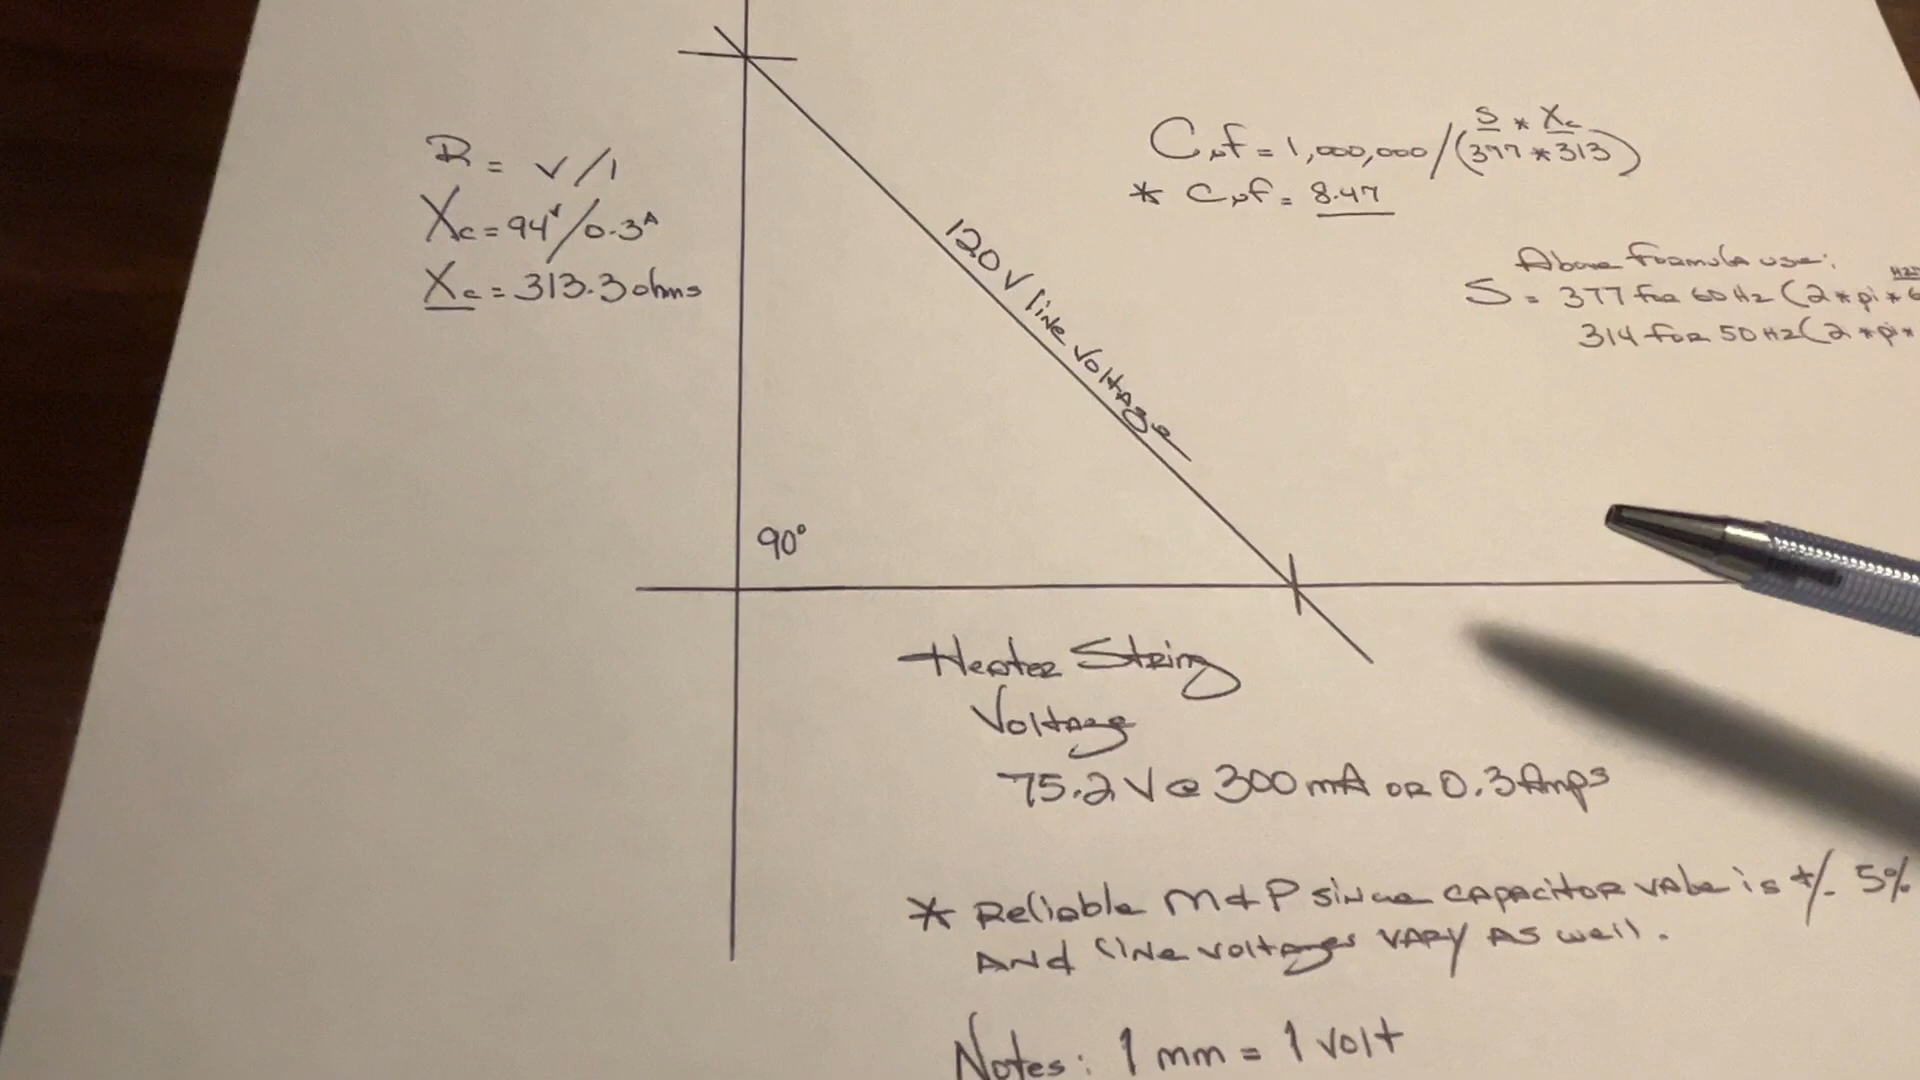 R = V/I
Xc = 94V/0.3A
Xc = 313.3 ohms
S * Xc
Cµf = 1,000,000/(377*313)
* Cµf = 8.47
Above formula use:
HZ
S = 377 for 60 Hz (2*pi*6
314 for 50 HZ (2*pi*
120 V line voltage
90°
Heater String
Voltage
75.2 V @ 300 mA OR 0.3 Amps
* Reliable M&P since capacitor value is +/- 5%
And line voltages VARY AS well.
Notes: 1 mm = 1 volt